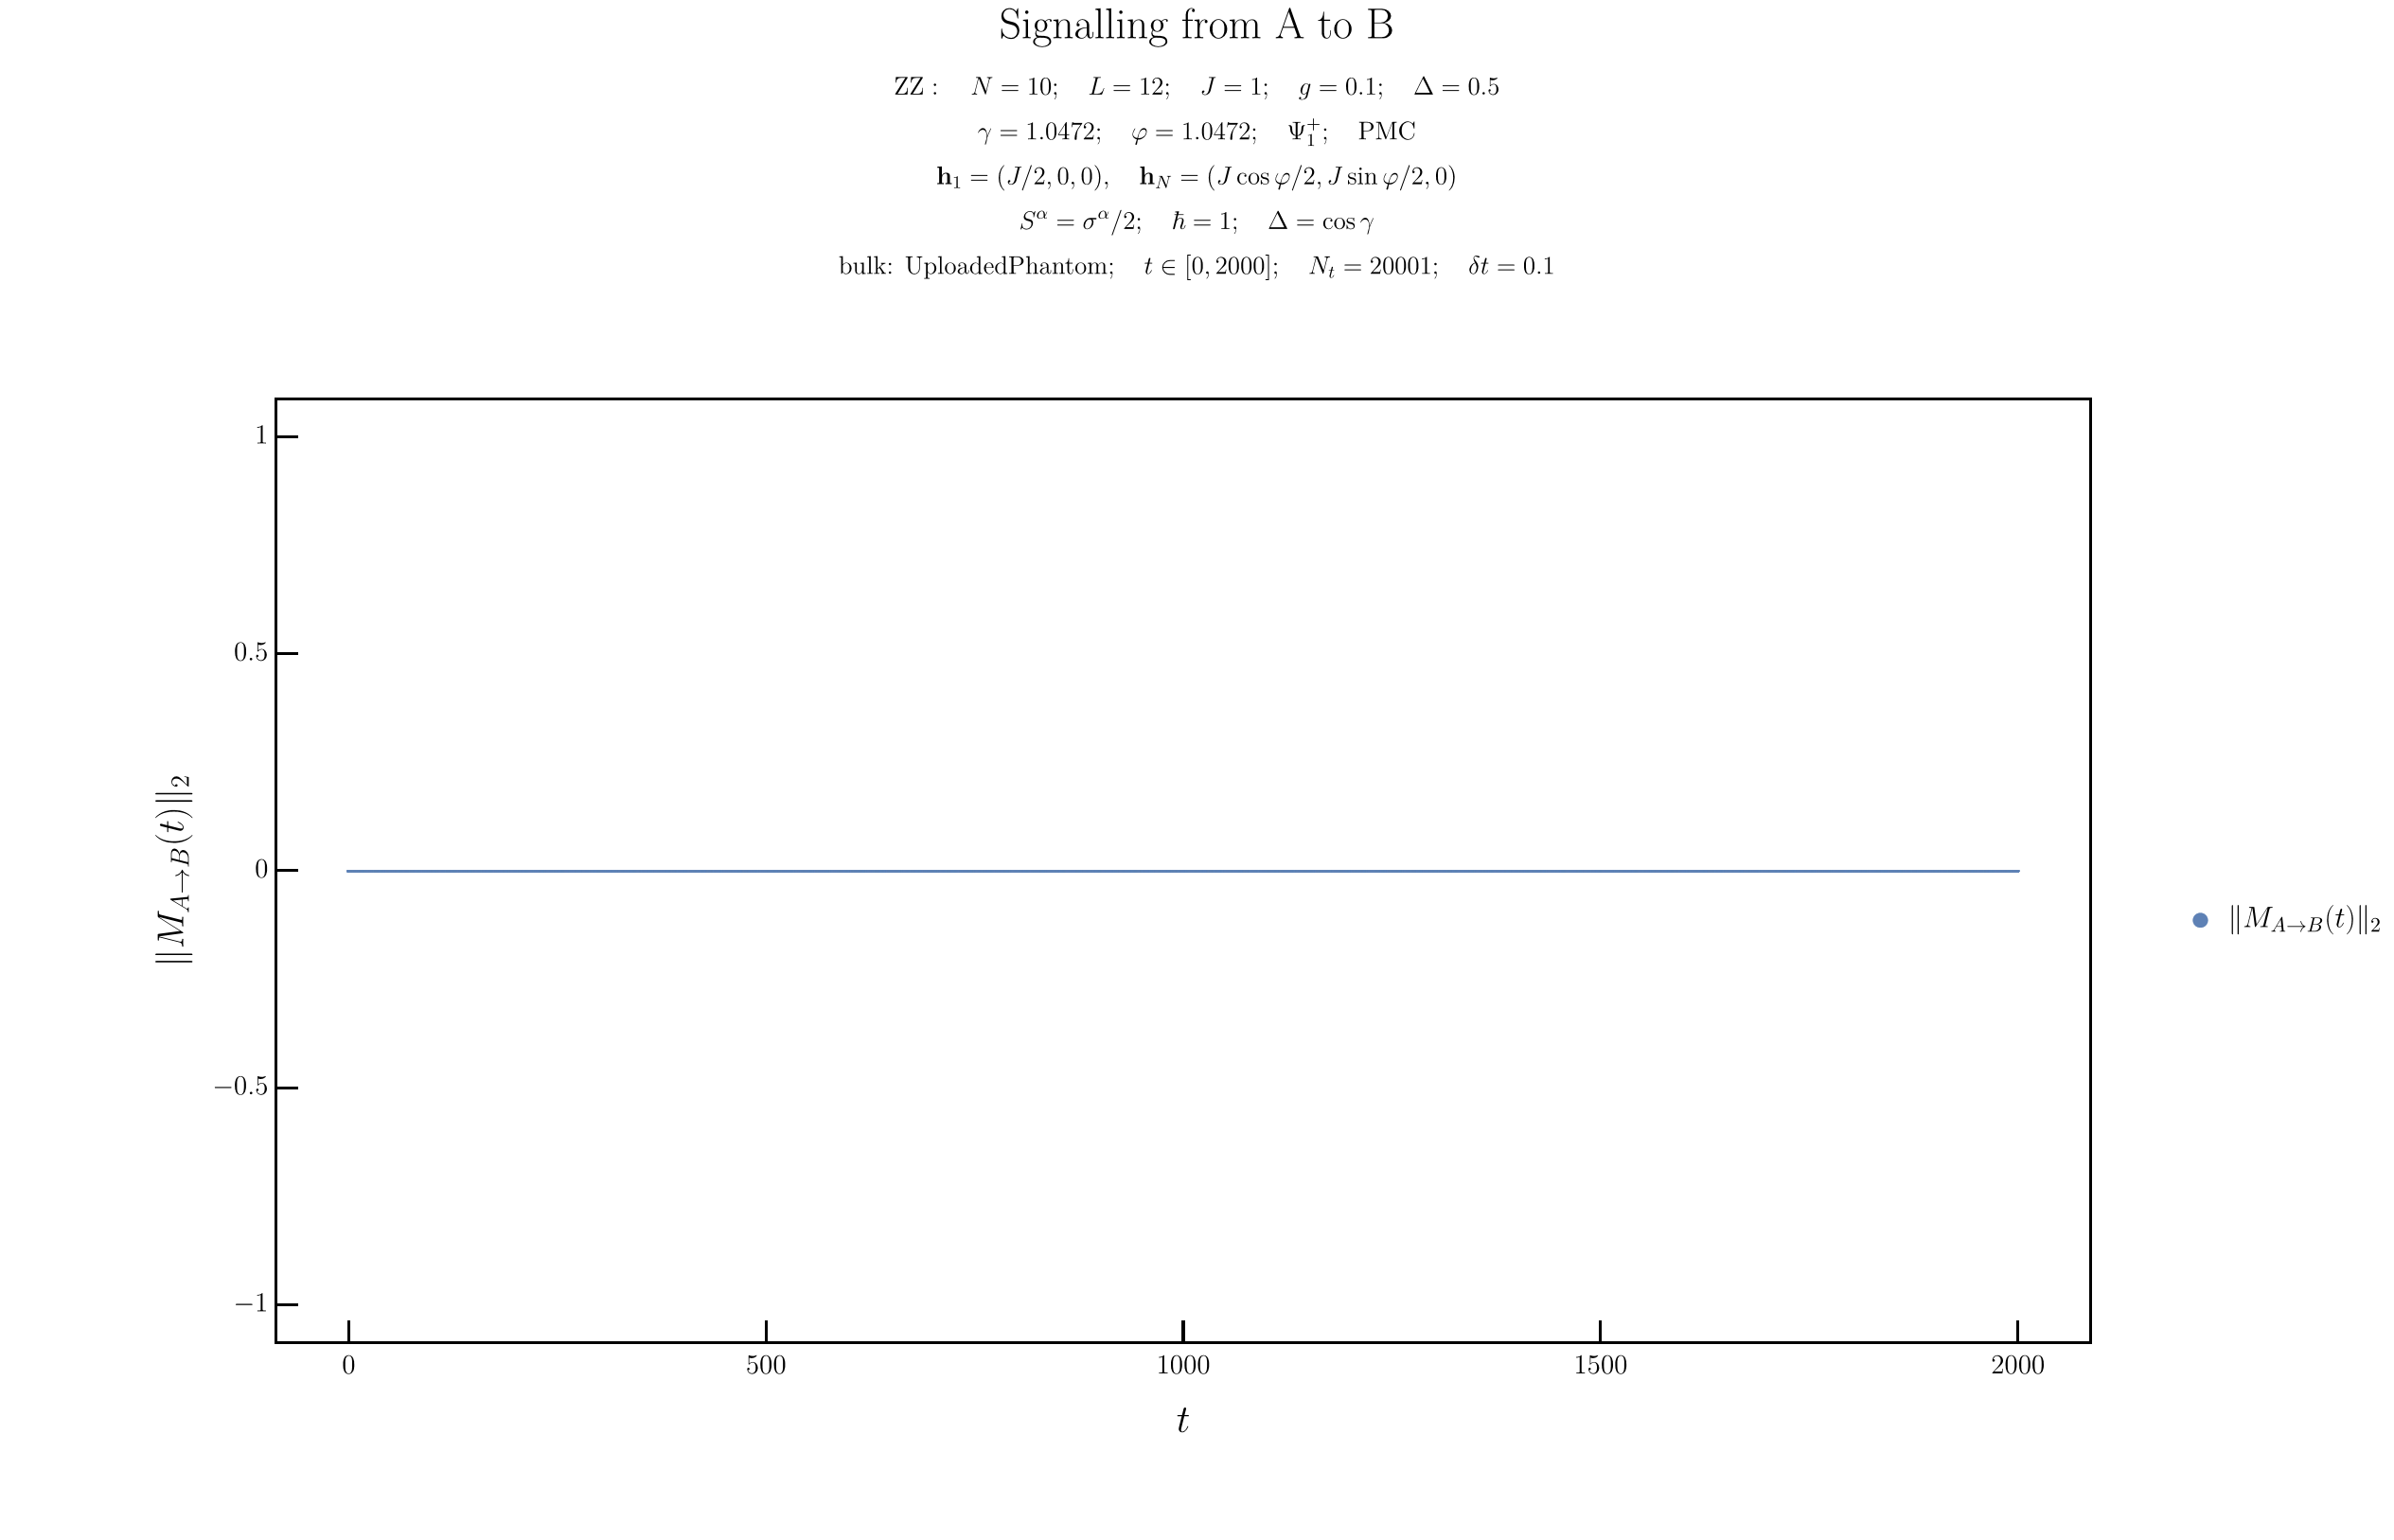 Signalling from A to B
ZZ : N = 10; L = 12; J = 1; g = 0.1; Δ = 0.5
γ = 1.0472; φ = 1.0472; Ψ₁⁺; PMC
𝐡₁ = (J/2, 0, 0), 𝐡_N = (J cos φ/2, J sin φ/2, 0)
S^α = σ^α/2; ℏ = 1; Δ = cos γ
bulk: UploadedPhantom; t ∈ [0, 2000]; N_t = 20001; δt = 0.1
1
0.5
0
−0.5
−1
‖M_{A→B}(t)‖₂
‖M_{A→B}(t)‖₂
0 500 1000 1500 2000
t